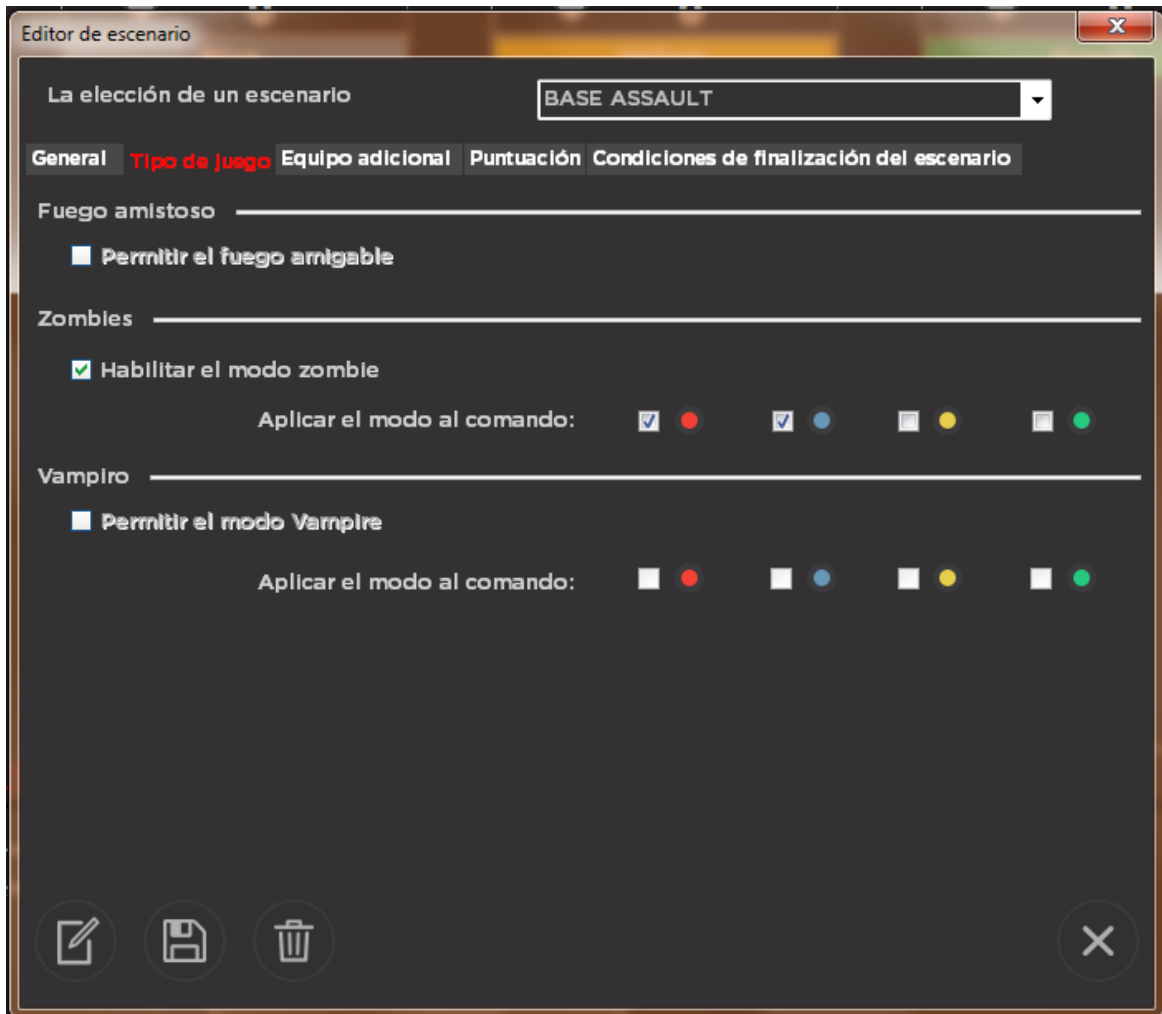 Editor de escenario
La elección de un escenario BASE ASSAULT
General Tipo de juego Equipo adicional Puntuación Condiciones de finalización del escenario
Fuego amistoso
Permitir el fuego amigable
Zombies
Habilitar el modo zombie
Aplicar el modo al comando:
Vampiro
Permitir el modo Vampire
Aplicar el modo al comando: